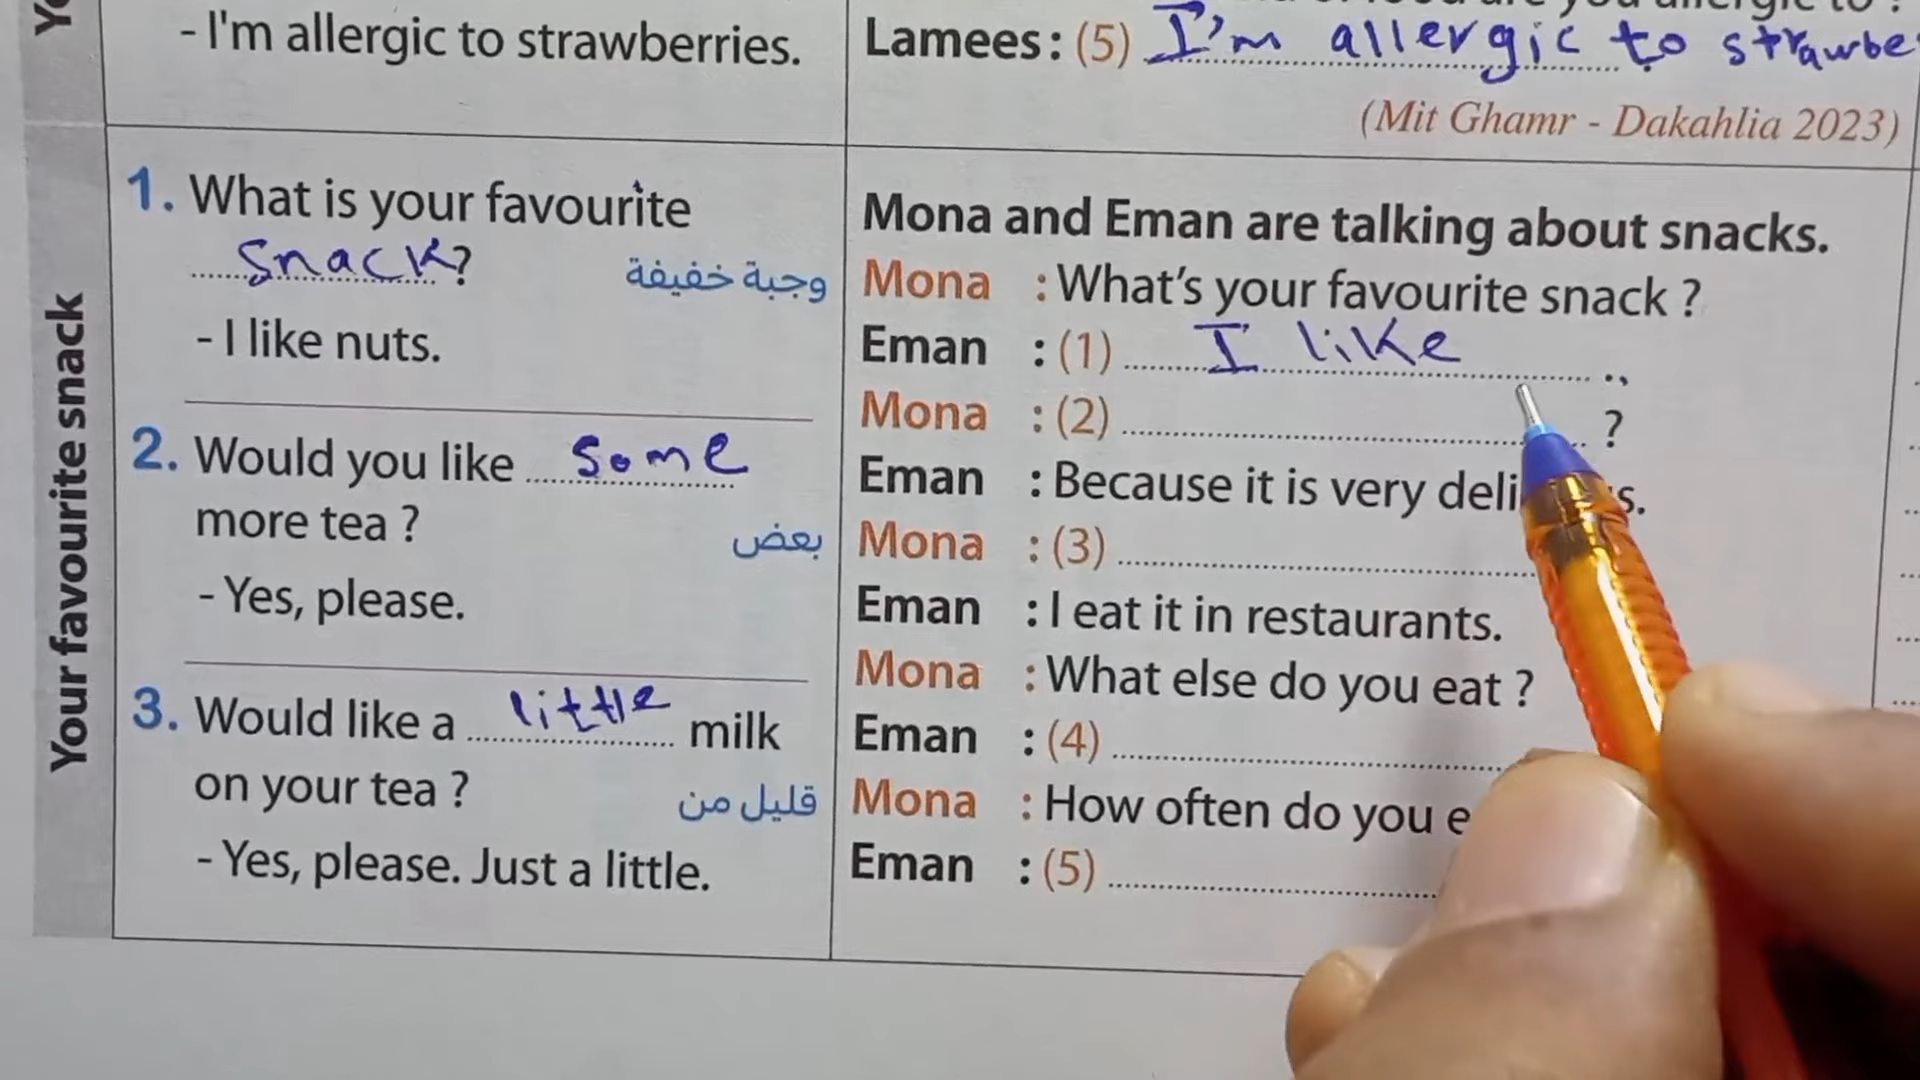 - I'm allergic to strawberries.
Lamees : (5) I'm allergic to
(Mit Ghamr - Dakahlia 2023)
Your favourite snack
1. What is your favourite
snack ?
وجبة خفيفة
- I like nuts.
2. Would you like some
more tea ?
بعض
- Yes, please.
3. Would like a little milk
on your tea ?
قليل من
- Yes, please. Just a little.
Mona and Eman are talking about snacks.
Mona : What's your favourite snack ?
Eman : (1) I like .,
Mona : (2) ?
Eman : Because it is very
Mona : (3)
Eman : I eat it in restaurants.
Mona : What else do you eat ?
Eman : (4)
Mona : How often do you
Eman : (5)